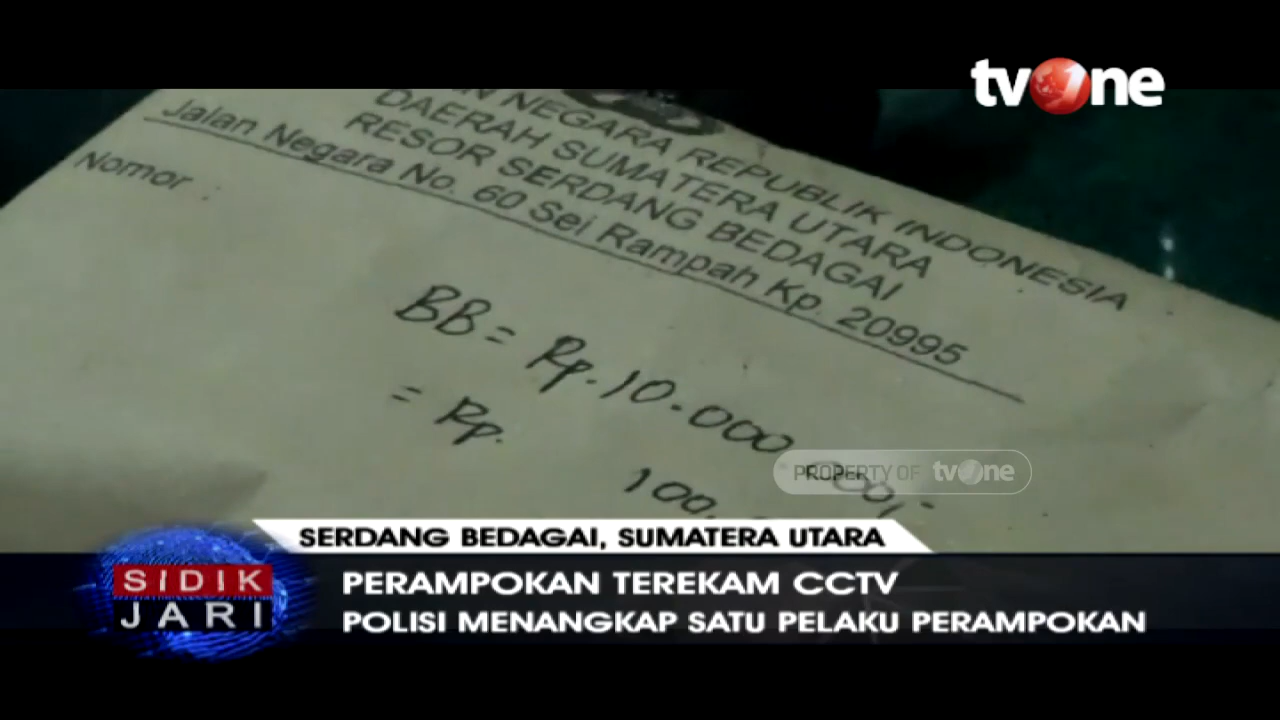 tvOne
N NEGARA REPUBLIK INDONESIA
DAERAH SUMATERA UTARA
RESOR SERDANG BEDAGAI
Jalan Negara No. 60 Sei Rampah Kp. 20995
Nomor
BB = Rp. 10.000 000,-
= Rp. 100.
PROPERTY OF tvOne
SERDANG BEDAGAI, SUMATERA UTARA
SIDIK
JARI
PERAMPOKAN TEREKAM CCTV
POLISI MENANGKAP SATU PELAKU PERAMPOKAN